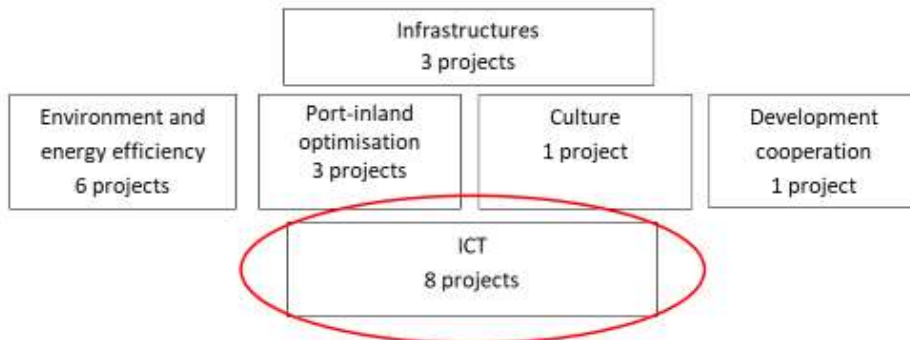 Infrastructures
3 projects
Environment and
energy efficiency
6 projects
Port-inland
optimisation
3 projects
Culture
1 project
Development
cooperation
1 project
ICT
8 projects